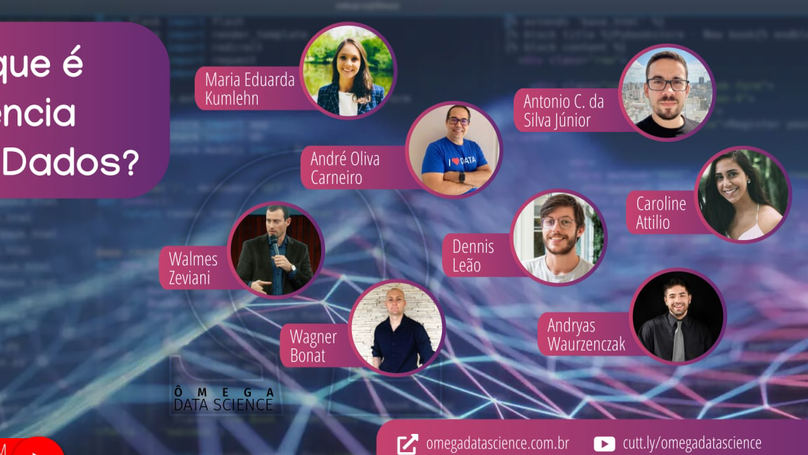 que é
ência
Dados?
Maria Eduarda
Kumlehn
Antonio C. da
Silva Júnior
André Oliva
Carneiro
I ❤ DATA
Caroline
Attilio
Dennis
Leão
Walmes
Zeviani
Wagner
Bonat
Andryas
Waurzenczak
ÔMEGA
DATA SCIENCE
omegadatascience.com.br
cutt.ly/omegadatascience